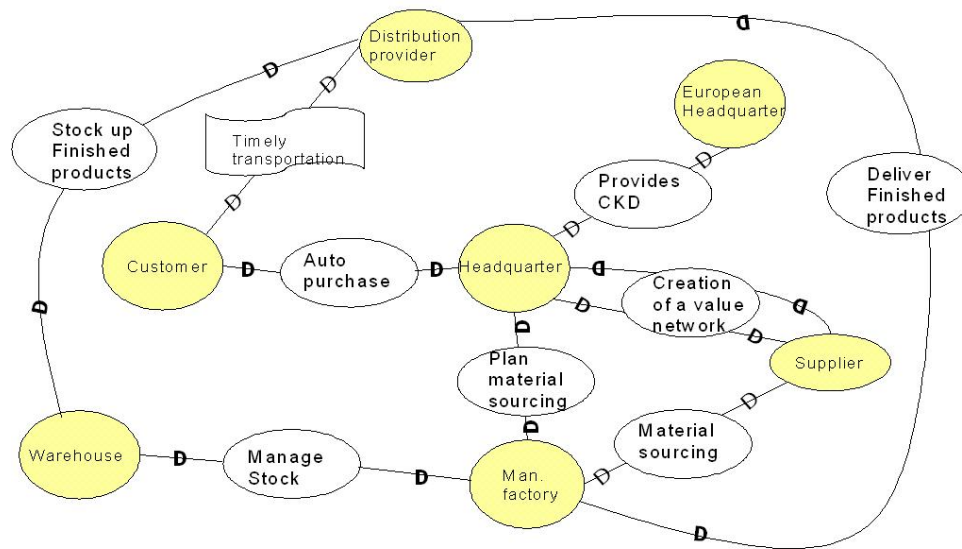 Distribution
provider
D
D
D
European
Headquarter
Stock up
Finished
products
Timely
transportation
D
Provides
CKD
Deliver
Finished
products
D
D
Customer
D
Auto
purchase
D
Headquarter
D
Creation
of a value
network
D
D
D
D
D
Plan
material
sourcing
Supplier
D
D
Material
sourcing
D
Warehouse
D
Manage
Stock
D
Man.
factory
D